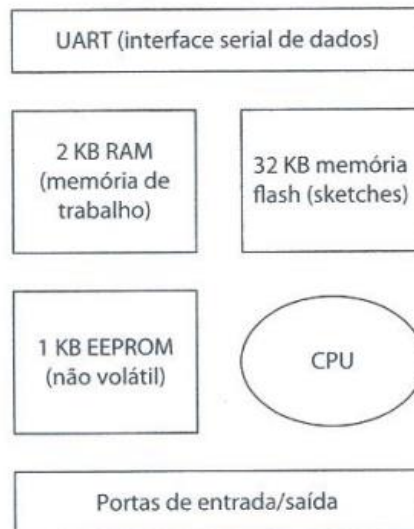 UART (interface serial de dados)
2 KB RAM
(memória de
trabalho)
32 KB memória
flash (sketches)
1 KB EEPROM
(não volátil)
CPU
Portas de entrada/saída